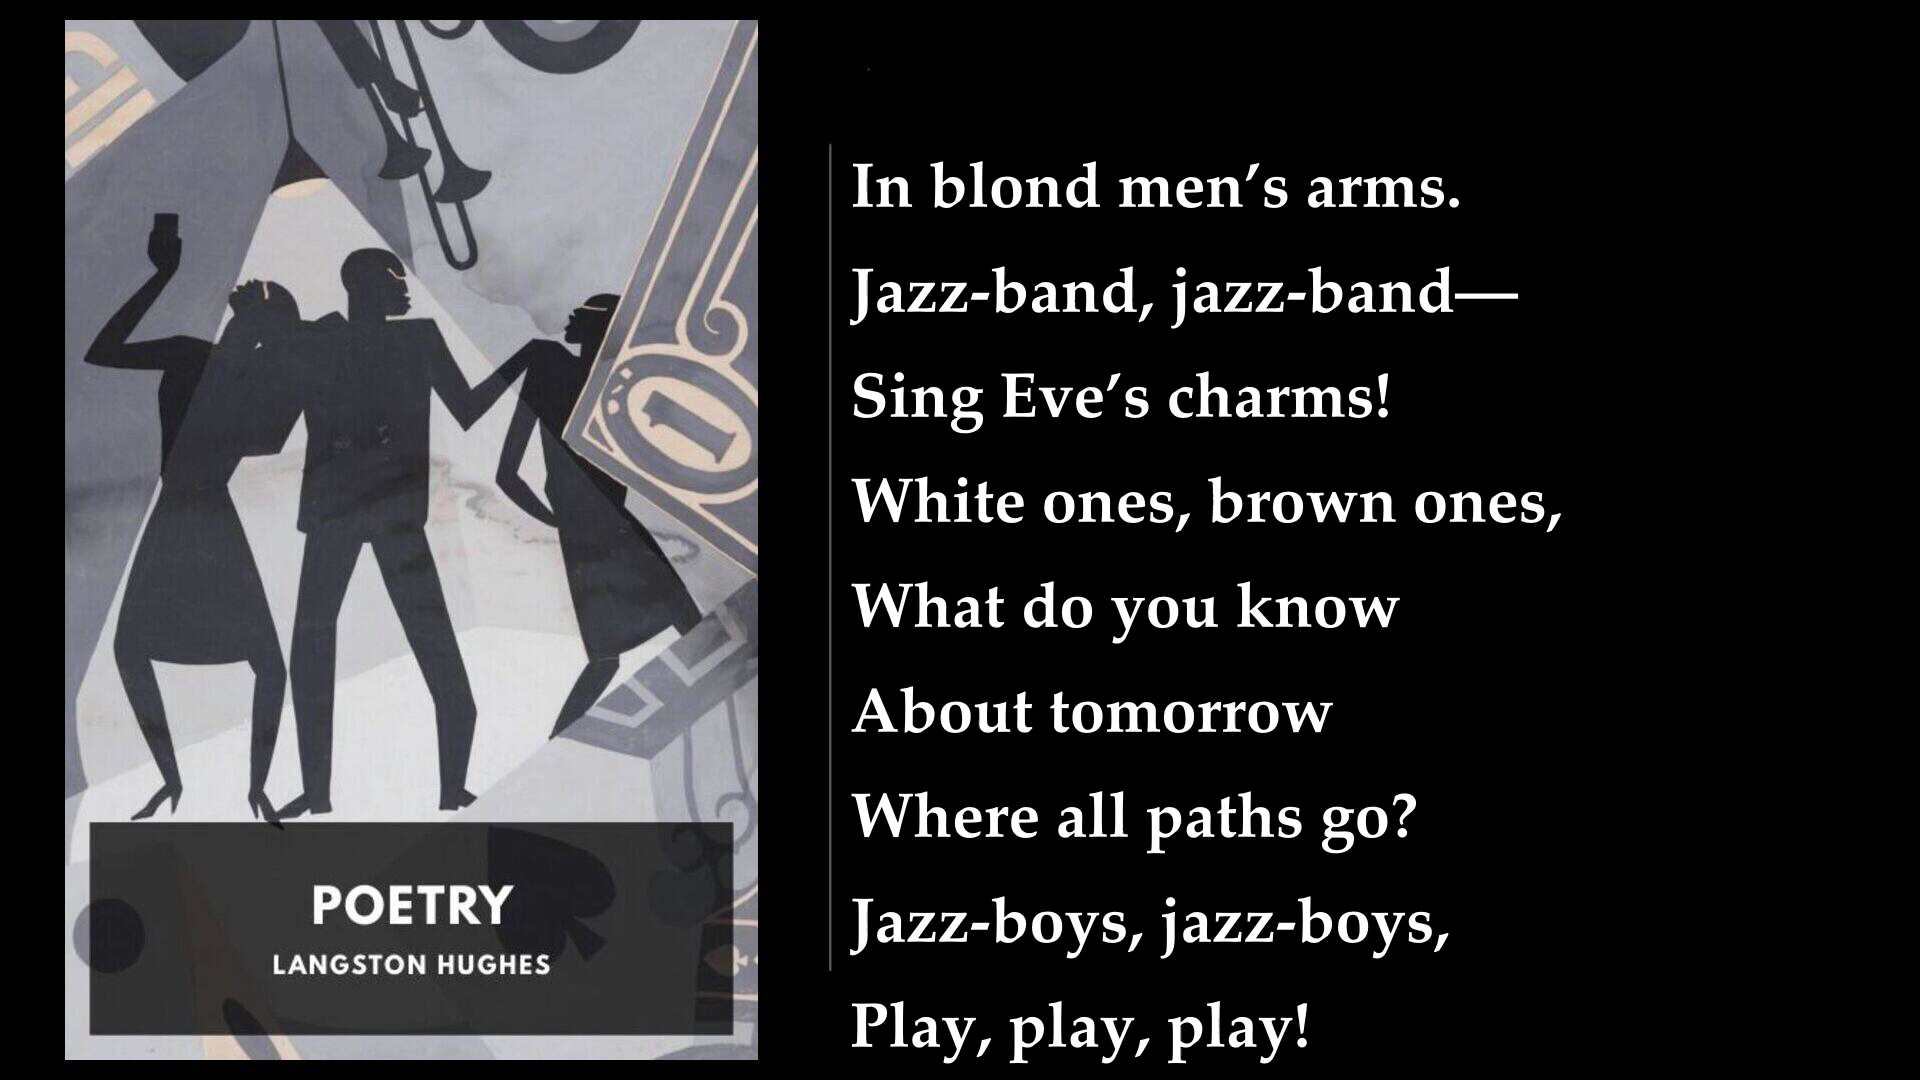 POETRY
LANGSTON HUGHES
In blond men’s arms.
Jazz-band, jazz-band—
Sing Eve’s charms!
White ones, brown ones,
What do you know
About tomorrow
Where all paths go?
Jazz-boys, jazz-boys,
Play, play, play!